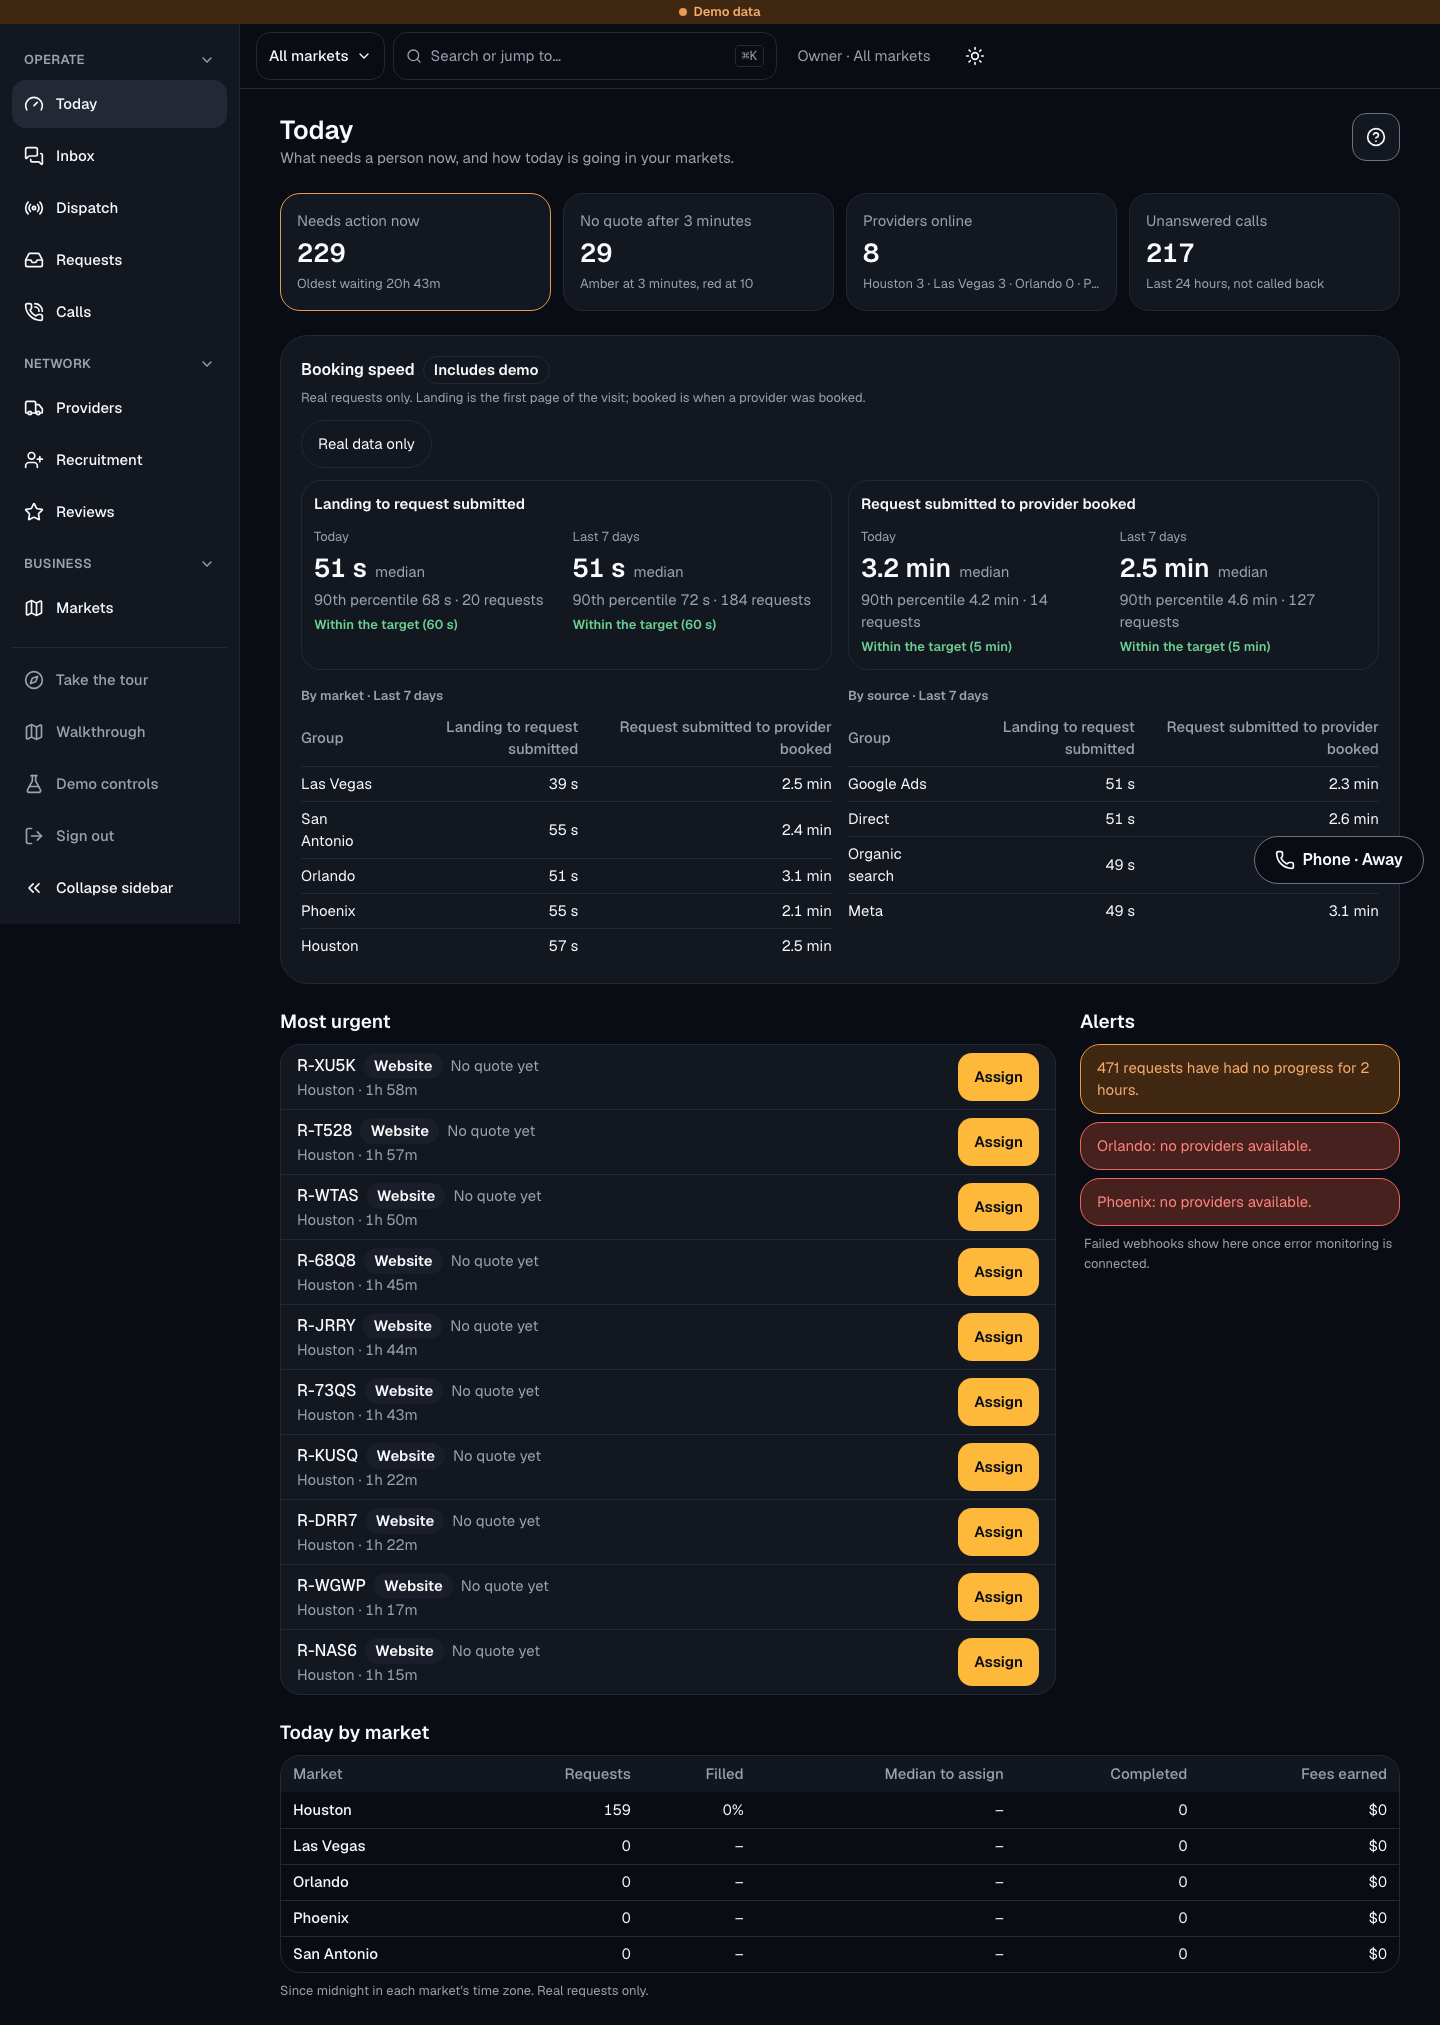 Demo data
OPERATE
Today
Inbox
Dispatch
Requests
Calls
NETWORK
Providers
Recruitment
Reviews
BUSINESS
Markets
Take the tour
Walkthrough
Demo controls
Sign out
Collapse sidebar
All markets
Search or jump to...
⌘K
Owner · All markets
Today
What needs a person now, and how today is going in your markets.
Needs action now
229
Oldest waiting 20h 43m
No quote after 3 minutes
29
Amber at 3 minutes, red at 10
Providers online
8
Houston 3 · Las Vegas 3 · Orlando 0 · P...
Unanswered calls
217
Last 24 hours, not called back
Booking speed Includes demo
Real requests only. Landing is the first page of the visit; booked is when a provider was booked.
Real data only
Landing to request submitted
Today
51 s median
90th percentile 68 s · 20 requests
Within the target (60 s)
Last 7 days
51 s median
90th percentile 72 s · 184 requests
Within the target (60 s)
Request submitted to provider booked
Today
3.2 min median
90th percentile 4.2 min · 14
requests
Within the target (5 min)
Last 7 days
2.5 min median
90th percentile 4.6 min · 127
requests
Within the target (5 min)
By market · Last 7 days
Group Landing to request submitted Request submitted to provider booked
Las Vegas 39 s 2.5 min
San Antonio 55 s 2.4 min
Orlando 51 s 3.1 min
Phoenix 55 s 2.1 min
Houston 57 s 2.5 min
By source · Last 7 days
Group Landing to request submitted Request submitted to provider booked
Google Ads 51 s 2.3 min
Direct 51 s 2.6 min
Organic search 49 s
Meta 49 s 3.1 min
Phone · Away
Most urgent
R-XU5K Website No quote yet
Houston · 1h 58m
Assign
R-T528 Website No quote yet
Houston · 1h 57m
Assign
R-WTAS Website No quote yet
Houston · 1h 50m
Assign
R-68Q8 Website No quote yet
Houston · 1h 45m
Assign
R-JRRY Website No quote yet
Houston · 1h 44m
Assign
R-73QS Website No quote yet
Houston · 1h 43m
Assign
R-KUSQ Website No quote yet
Houston · 1h 22m
Assign
R-DRR7 Website No quote yet
Houston · 1h 22m
Assign
R-WGWP Website No quote yet
Houston · 1h 17m
Assign
R-NAS6 Website No quote yet
Houston · 1h 15m
Assign
Alerts
471 requests have had no progress for 2
hours.
Orlando: no providers available.
Phoenix: no providers available.
Failed webhooks show here once error monitoring is
connected.
Today by market
Market Requests Filled Median to assign Completed Fees earned
Houston 159 0% – 0 $0
Las Vegas 0 – – 0 $0
Orlando 0 – – 0 $0
Phoenix 0 – – 0 $0
San Antonio 0 – – 0 $0
Since midnight in each market's time zone. Real requests only.